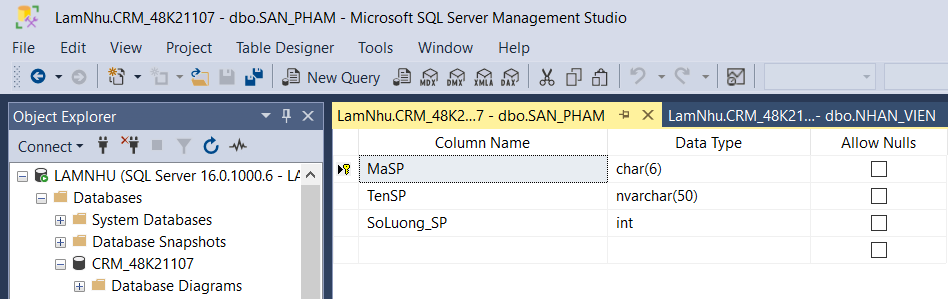 LamNhu.CRM_48K21107 - dbo.SAN_PHAM - Microsoft SQL Server Management Studio
File Edit View Project Table Designer Tools Window Help
New Query MDX DMX XMLA DAX
Object Explorer
LamNhu.CRM_48K2...7 - dbo.SAN_PHAM
LamNhu.CRM_48K21...- dbo.NHAN_VIEN
Connect
Column Name Data Type Allow Nulls
MaSP char(6)
TenSP nvarchar(50)
SoLuong_SP int
LAMNHU (SQL Server 16.0.1000.6 - LA
Databases
System Databases
Database Snapshots
CRM_48K21107
Database Diagrams